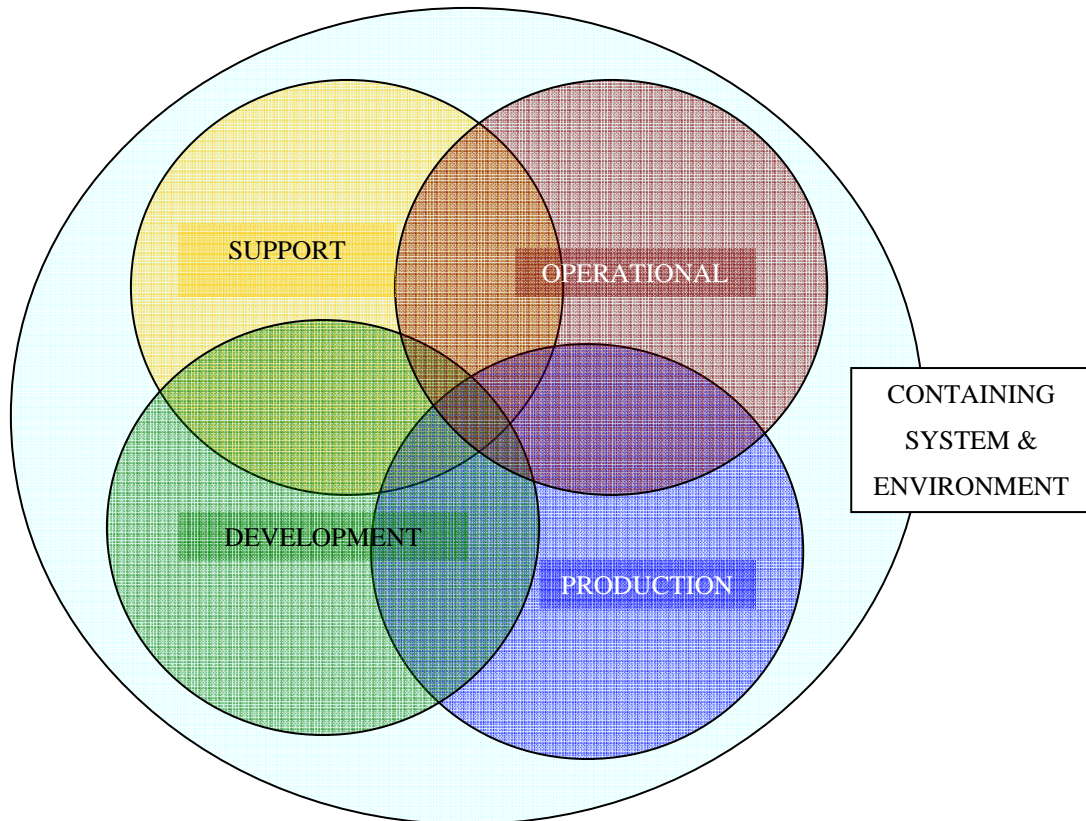 SUPPORT
OPERATIONAL
CONTAINING
SYSTEM &
ENVIRONMENT
DEVELOPMENT
PRODUCTION